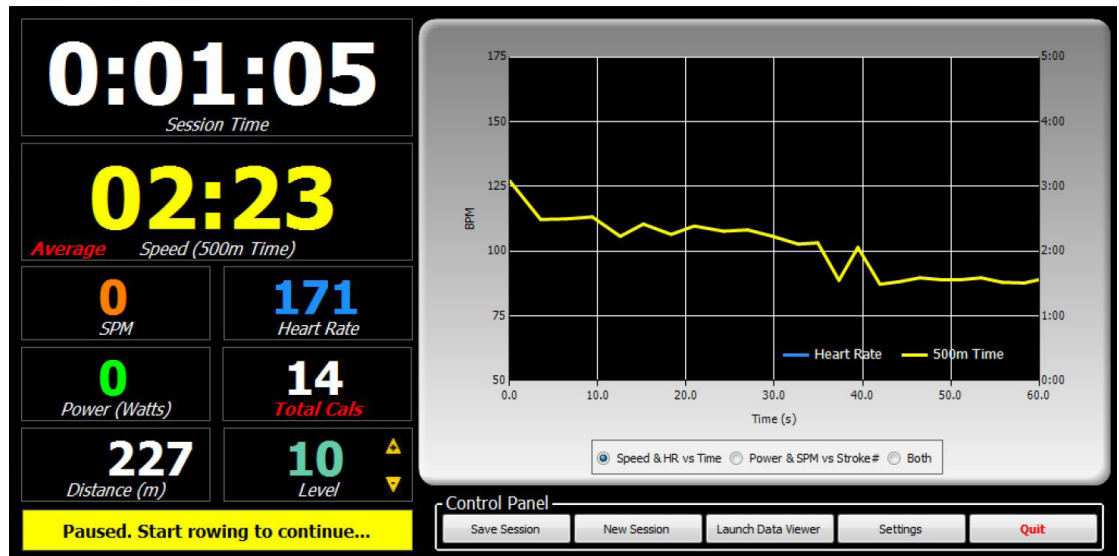 0:01:05
Session Time
02:23
Average Speed (500m Time)
0
SPM
171
Heart Rate
0
Power (Watts)
14
Total Cals
227
Distance (m)
10
Level
+
-
Paused. Start rowing to continue...
175
150
125
100
75
50
BPM
5:00
4:00
3:00
2:00
1:00
0:00
Heart Rate 500m Time
0.0 10.0 20.0 30.0 40.0 50.0 60.0
Time (s)
Speed & HR vs Time Power & SPM vs Stroke# Both
Control Panel
Save Session New Session Launch Data Viewer Settings Quit